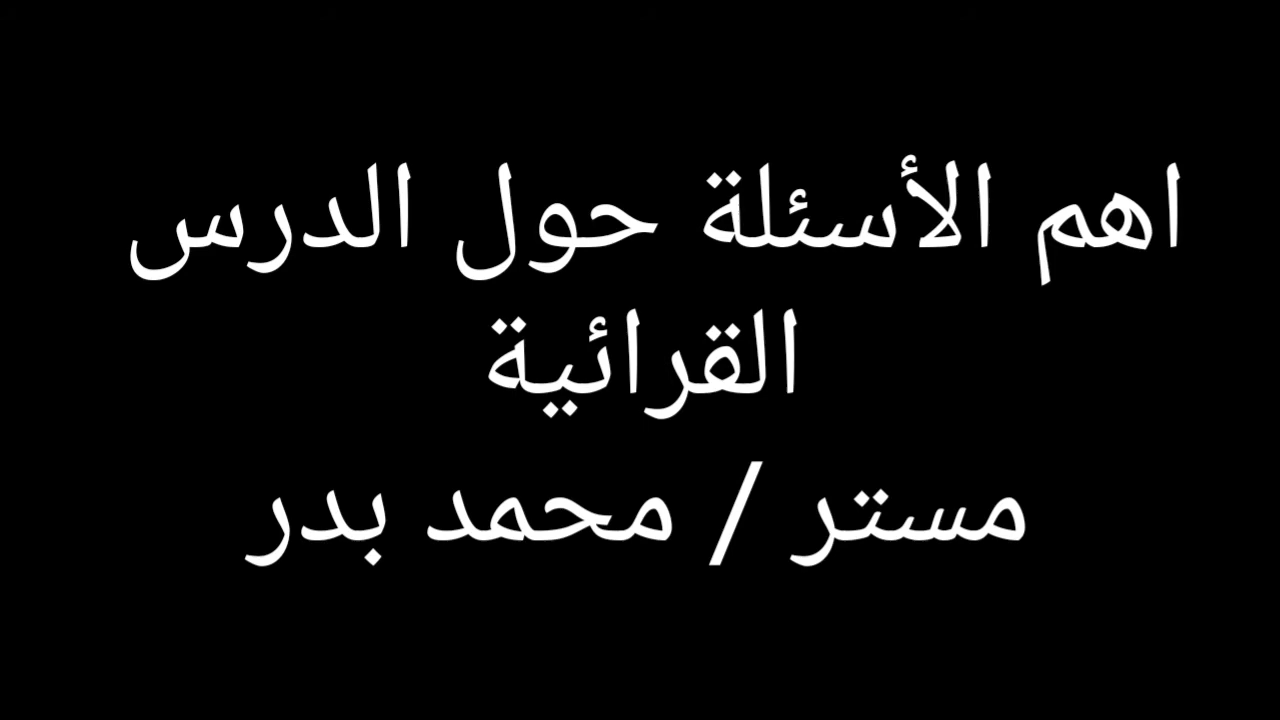 اهم الأسئلة حول الدرس
القرائية
مستر / محمد بدر